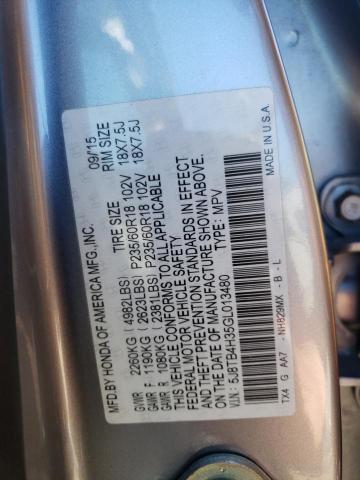 MFD.BY HONDA OF AMERICA MFG.,INC. 09/15
TIRE SIZE RIM SIZE
GVWR 2260KG (4982LBS)
GAWR F 1190KG (2623LBS) P235/60R18 102V 18X7.5J
GAWR R 1080KG (2381LBS) P235/60R18 102V 18X7.5J
THIS VEHICLE CONFORMS TO ALL APPLICABLE
FEDERAL MOTOR VEHICLE SAFETY
AND THEFT PREVENTION STANDARDS IN EFFECT
ON THE DATE OF MANUFACTURE SHOWN ABOVE.
V.I.N.: 5J8TB4H35GL013480 TYPE: MPV
TX4 G AA7 - NH829MX - B - L
MADE IN U.S.A.